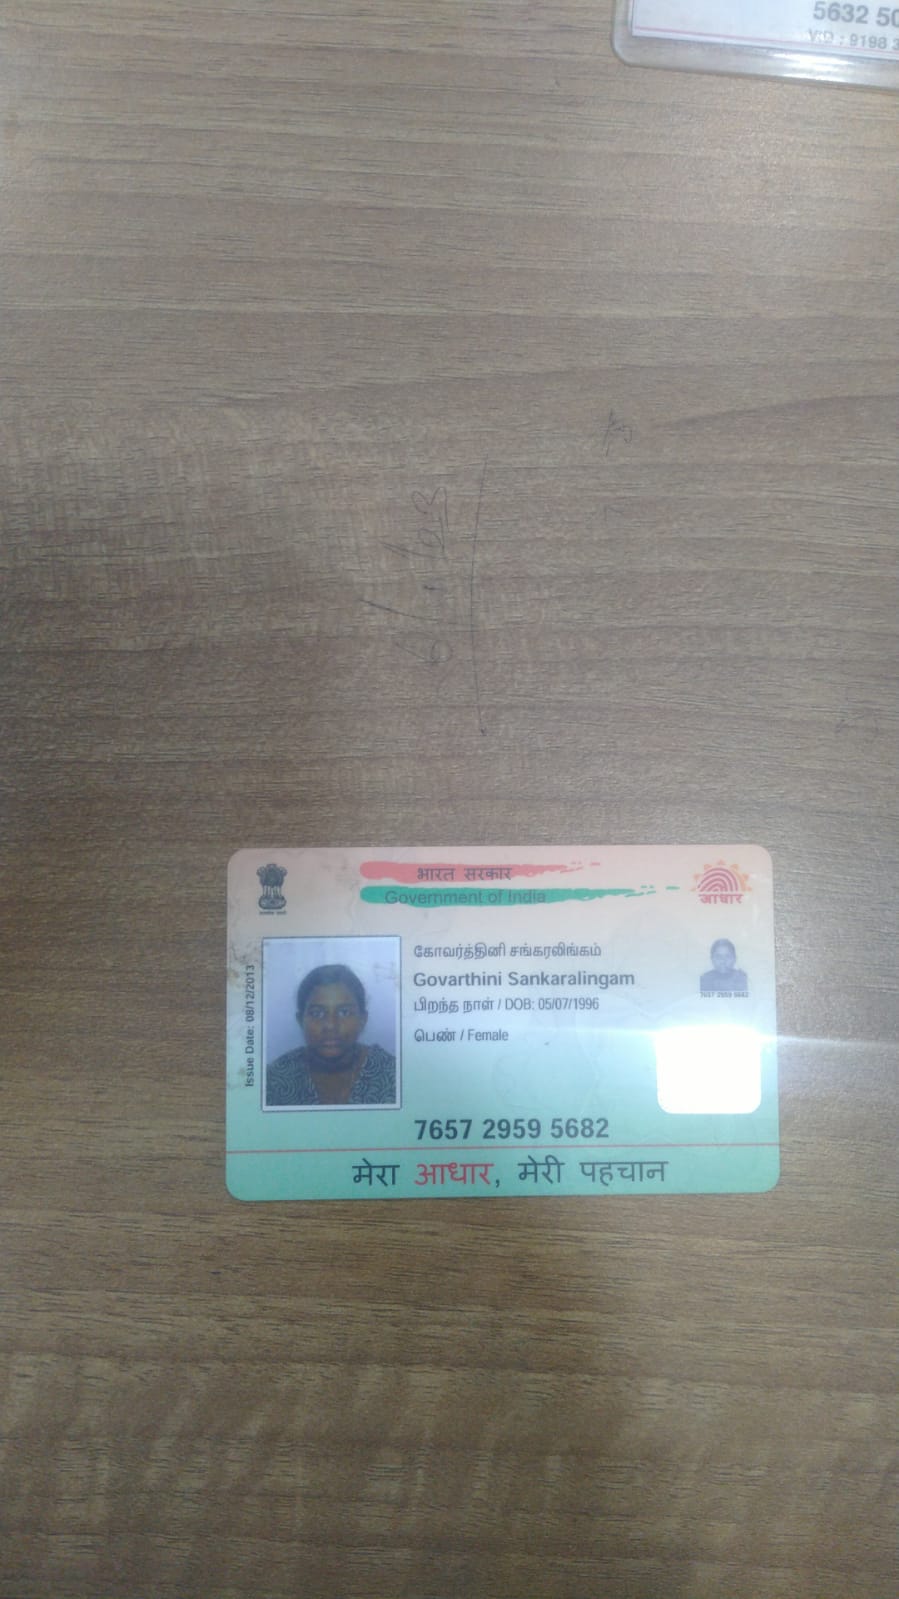 5632 50
VID : 9198 3
भारत सरकार
Government of India
आधार
Issue Date: 08/12/2013
கோவர்த்தினி சங்கரலிங்கம்
Govarthini Sankaralingam
பிறந்த நாள் / DOB: 05/07/1996
பெண் / Female
7657 2959 5682
7657 2959 5682
मेरा आधार, मेरी पहचान